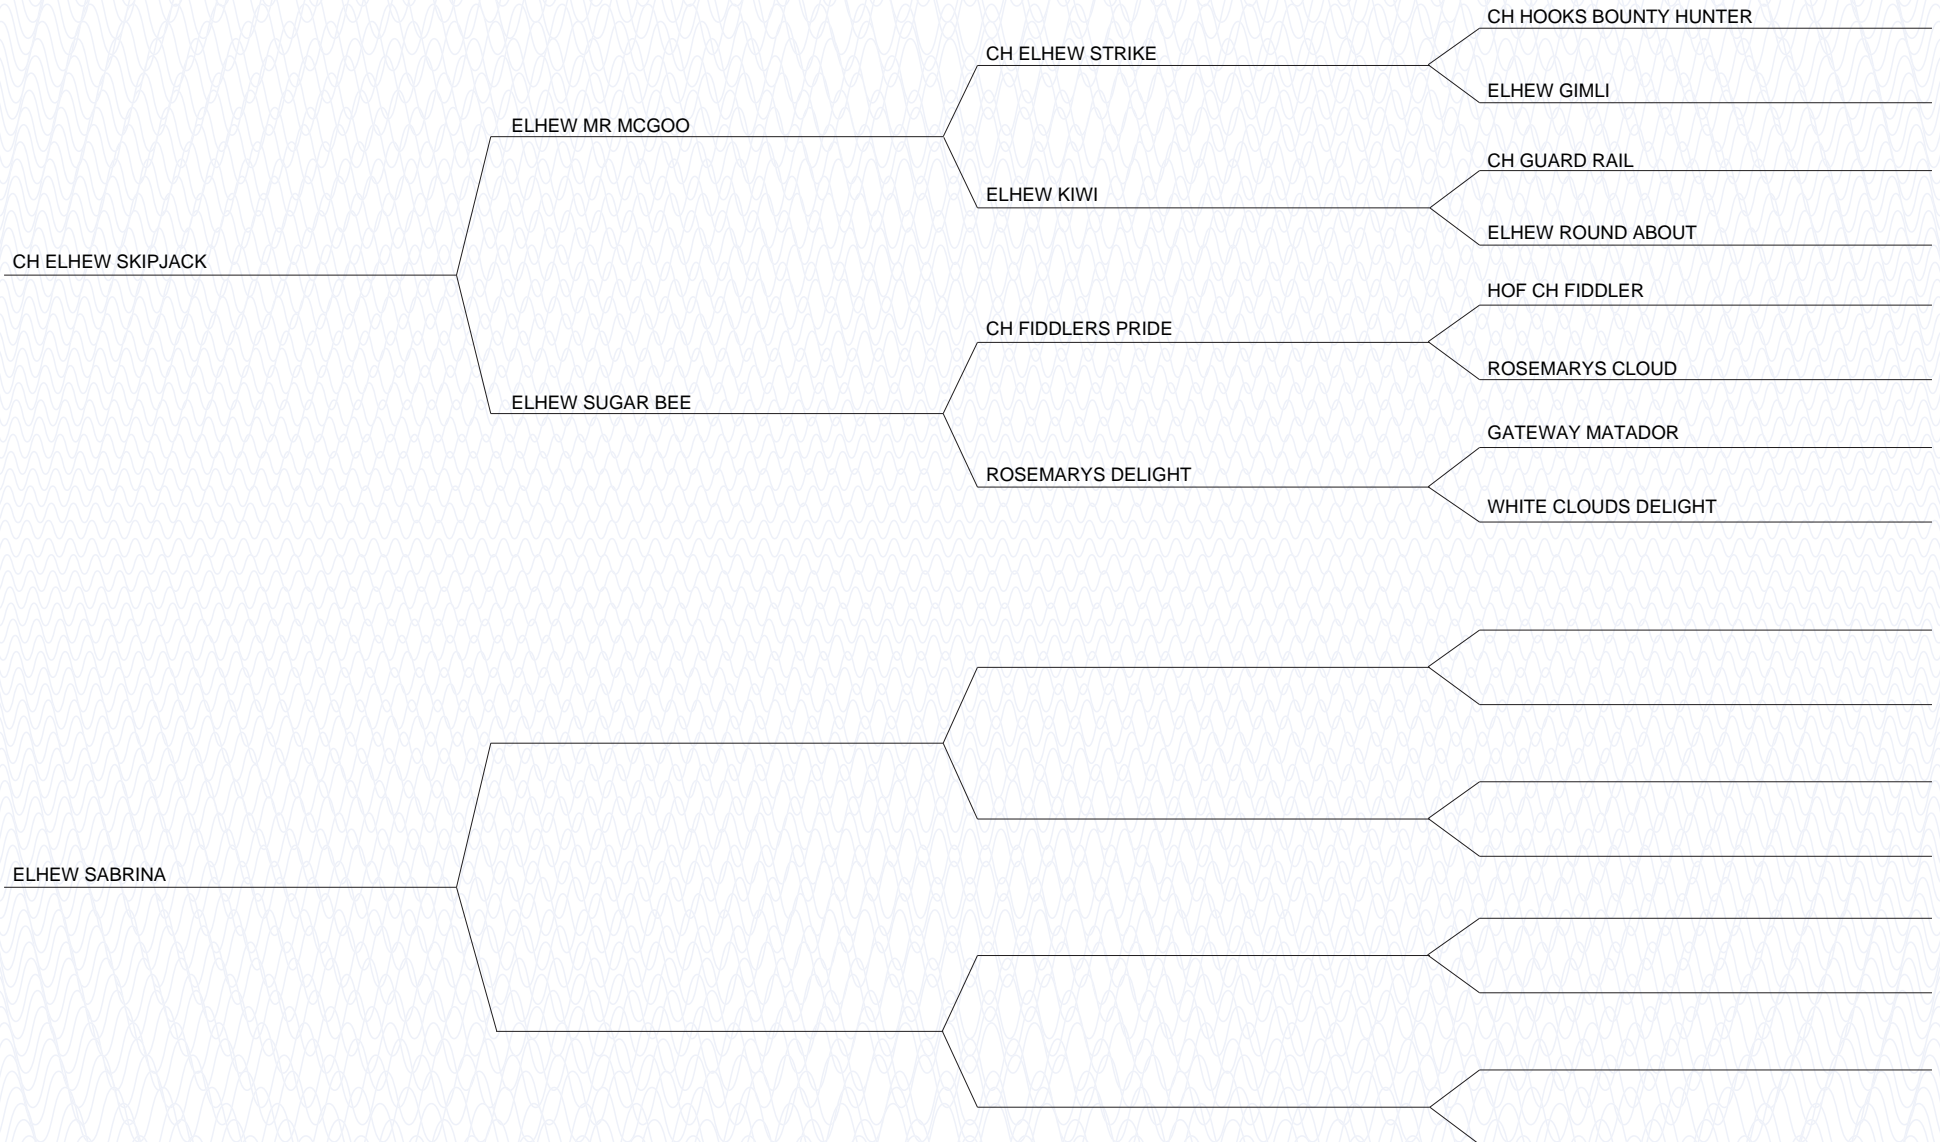 CH HOOKS BOUNTY HUNTER
CH ELHEW STRIKE
ELHEW GIMLI
ELHEW MR MCGOO
CH GUARD RAIL
ELHEW KIWI
ELHEW ROUND ABOUT
CH ELHEW SKIPJACK
HOF CH FIDDLER
CH FIDDLERS PRIDE
ROSEMARYS CLOUD
ELHEW SUGAR BEE
GATEWAY MATADOR
ROSEMARYS DELIGHT
WHITE CLOUDS DELIGHT
ELHEW SABRINA